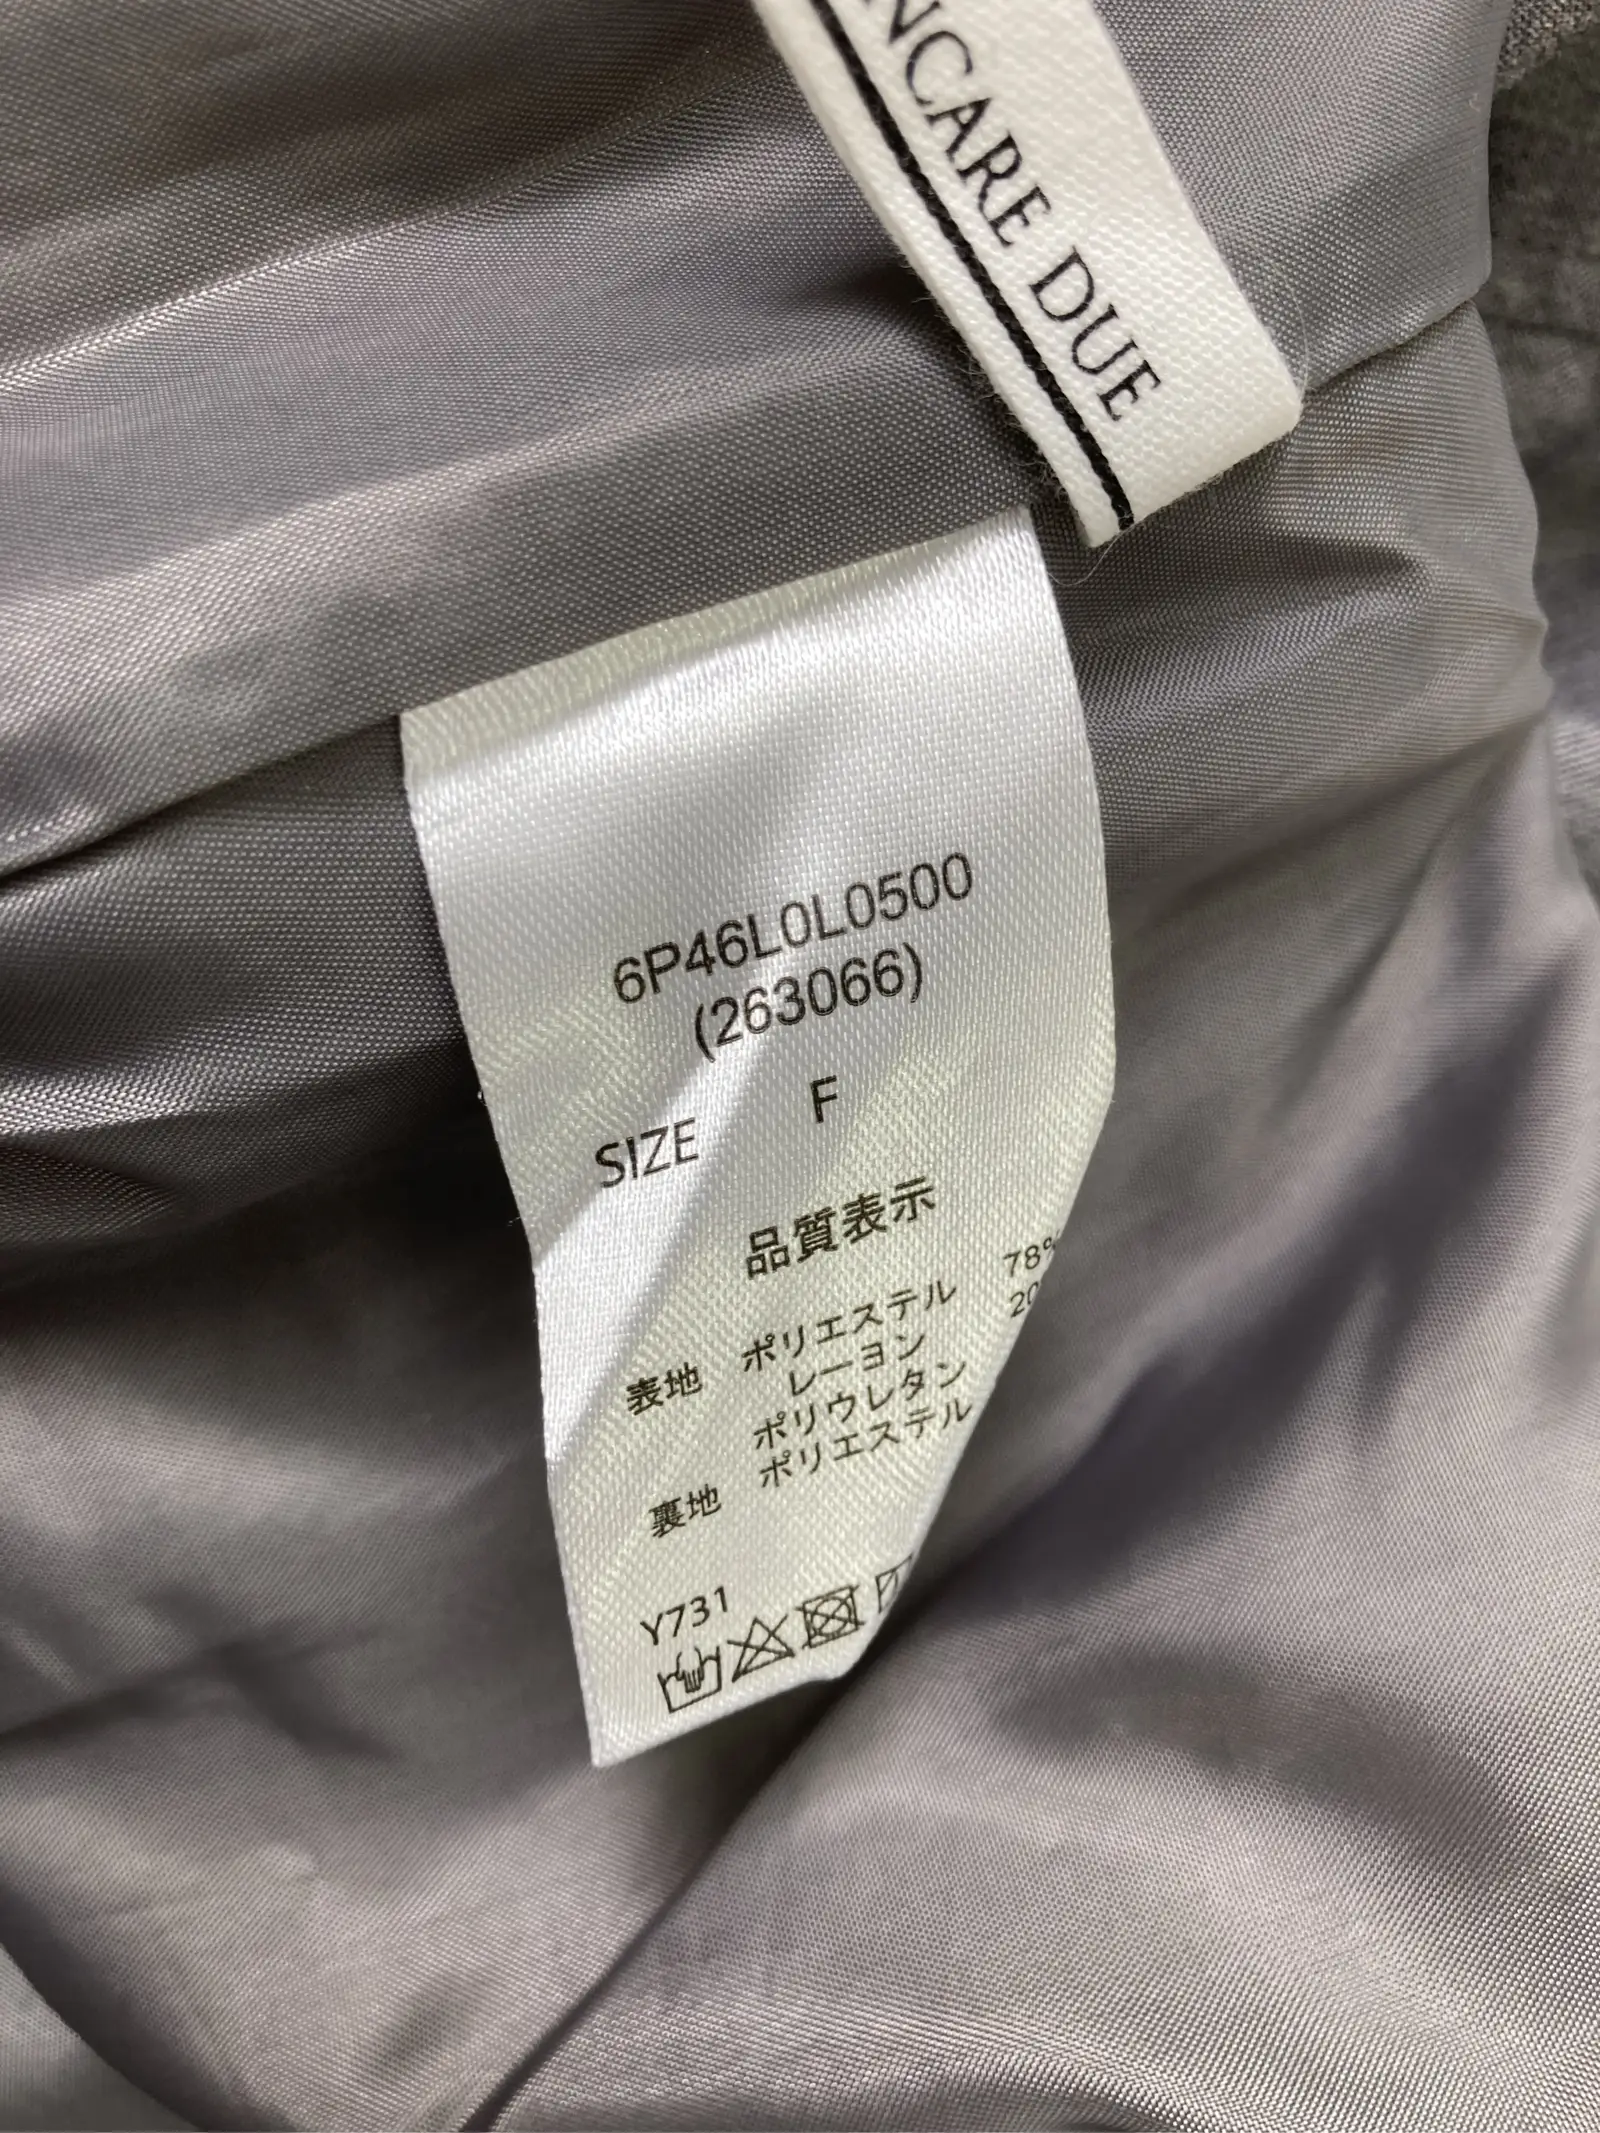 NCARE DUE
6P46L0L0500
(263066)
SIZE F
品質表示
表地 ポリエステル 78%
レーヨン 20
ポリウレタン
裏地 ポリエステル
Y731